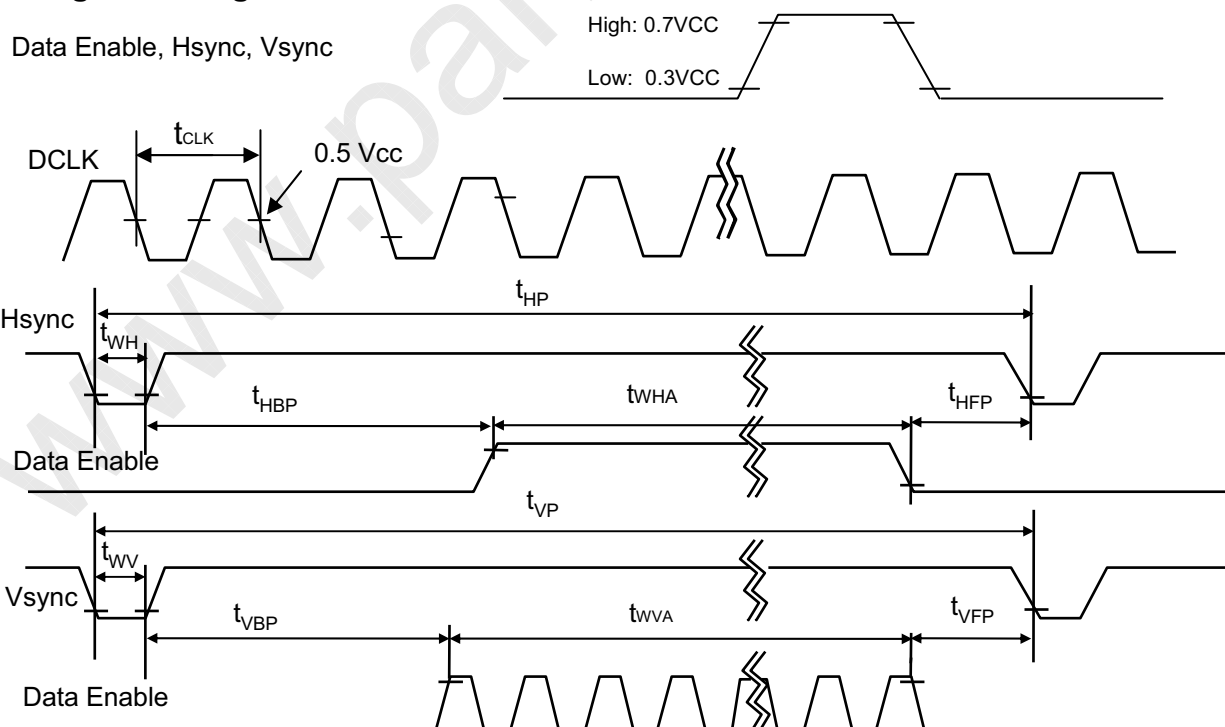 High: 0.7VCC
Data Enable, Hsync, Vsync
Low: 0.3VCC
tCLK
DCLK
0.5 Vcc
tHP
Hsync
tWH
tHBP
tWHA
tHFP
Data Enable
tVP
tWV
Vsync
tVBP
tWVA
tVFP
Data Enable